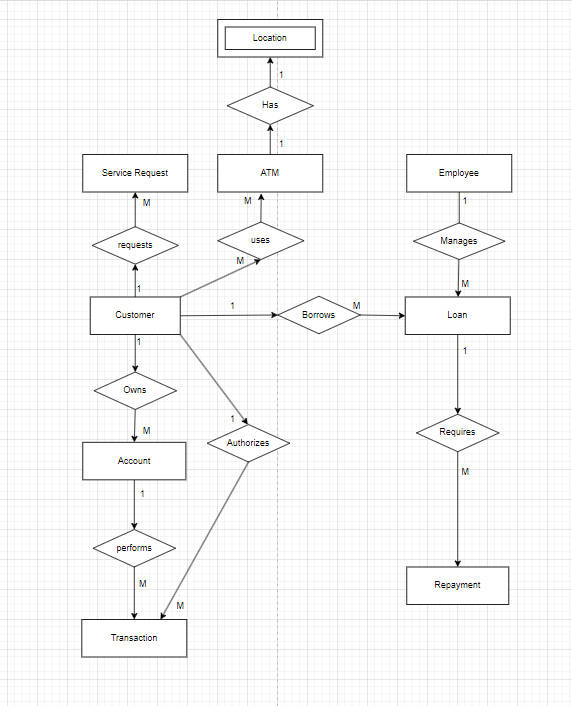 Location
1
Has
1
Service Request
ATM
Employee
M
M
1
requests
uses
Manages
M
1
M
Customer
1
Borrows
M
Loan
1
1
Owns
1
M
Authorizes
Requires
Account
M
1
performs
M
Repayment
M
Transaction